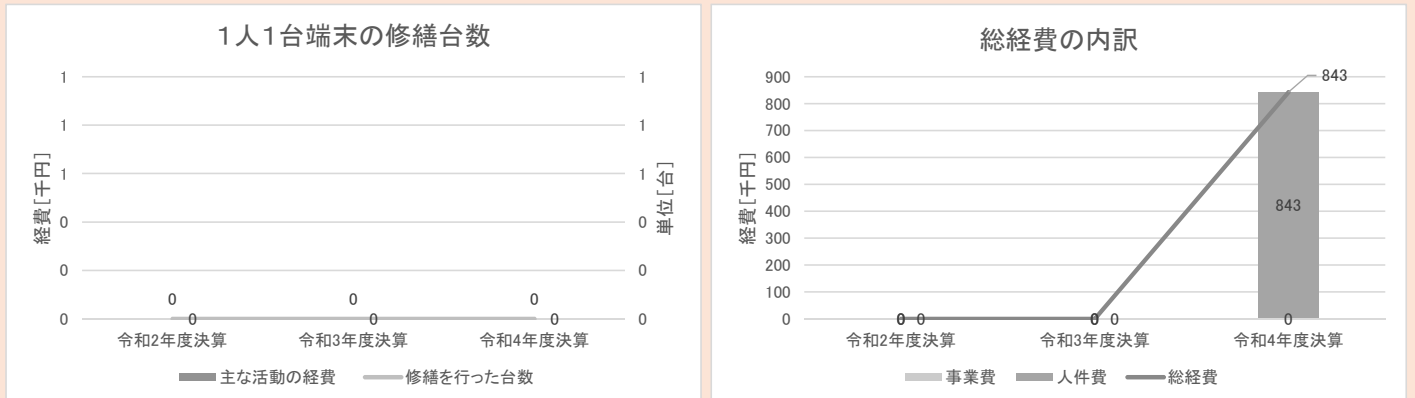 1人1台端末の修繕台数
経費[千円]
1
1
1
0
0
0
1
1
1
0
0
0
単位[台]
0
0
0
0
0
0
令和2年度決算
令和3年度決算
令和4年度決算
主な活動の経費
修繕を行った台数
総経費の内訳
経費[千円]
900
800
700
600
500
400
300
200
100
0
843
843
0
0
0
0
0
令和2年度決算
令和3年度決算
令和4年度決算
事業費
人件費
総経費